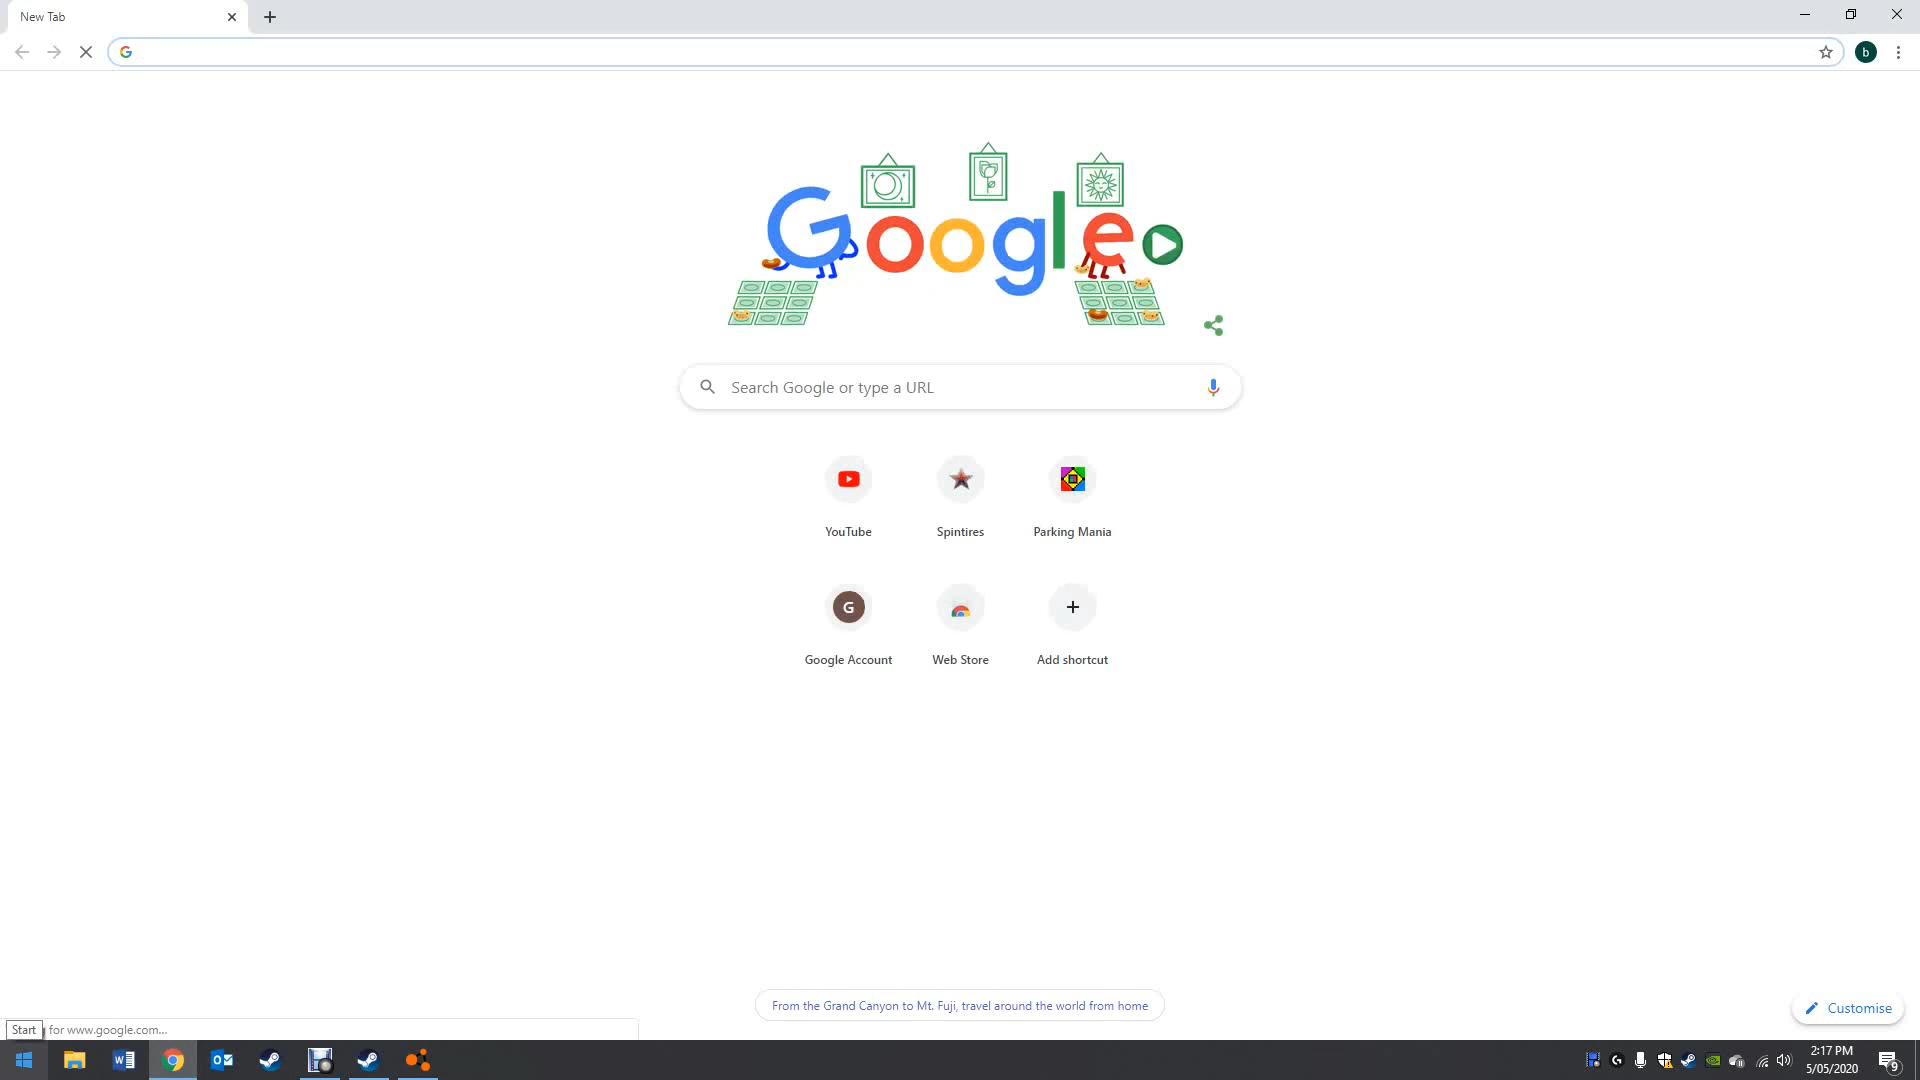 New Tab
Google
Search Google or type a URL
YouTube
Spintires
Parking Mania
G
Google Account
Web Store
Add shortcut
From the Grand Canyon to Mt. Fuji, travel around the world from home
Customise
Start
for www.google.com...
b
2:17 PM
5/05/2020
9